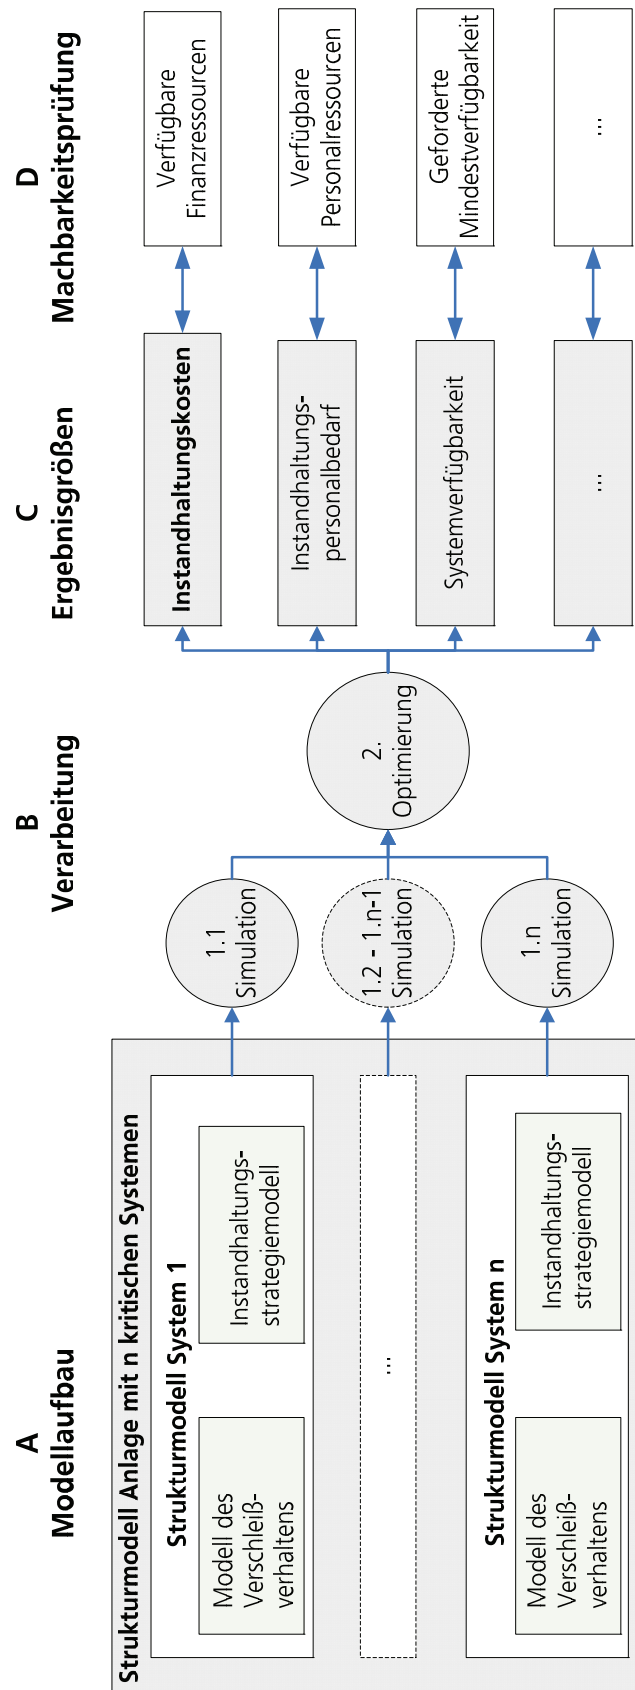 A
Modellaufbau
B
Verarbeitung
C
Ergebnisgrößen
D
Machbarkeitsprüfung
Strukturmodell Anlage mit n kritischen Systemen
Strukturmodell System 1
Modell des
Verschleiß-
verhaltens
Instandhaltungs-
strategiemodell
...
Strukturmodell System n
Modell des
Verschleiß-
verhaltens
Instandhaltungs-
strategiemodell
1.1
Simulation
1.2 - 1.n-1
Simulation
1.n
Simulation
2.
Optimierung
Instandhaltungskosten
Instandhaltungs-
personalbedarf
Systemverfügbarkeit
...
Verfügbare
Finanzressourcen
Verfügbare
Personalressourcen
Geforderte
Mindestverfügbarkeit
...